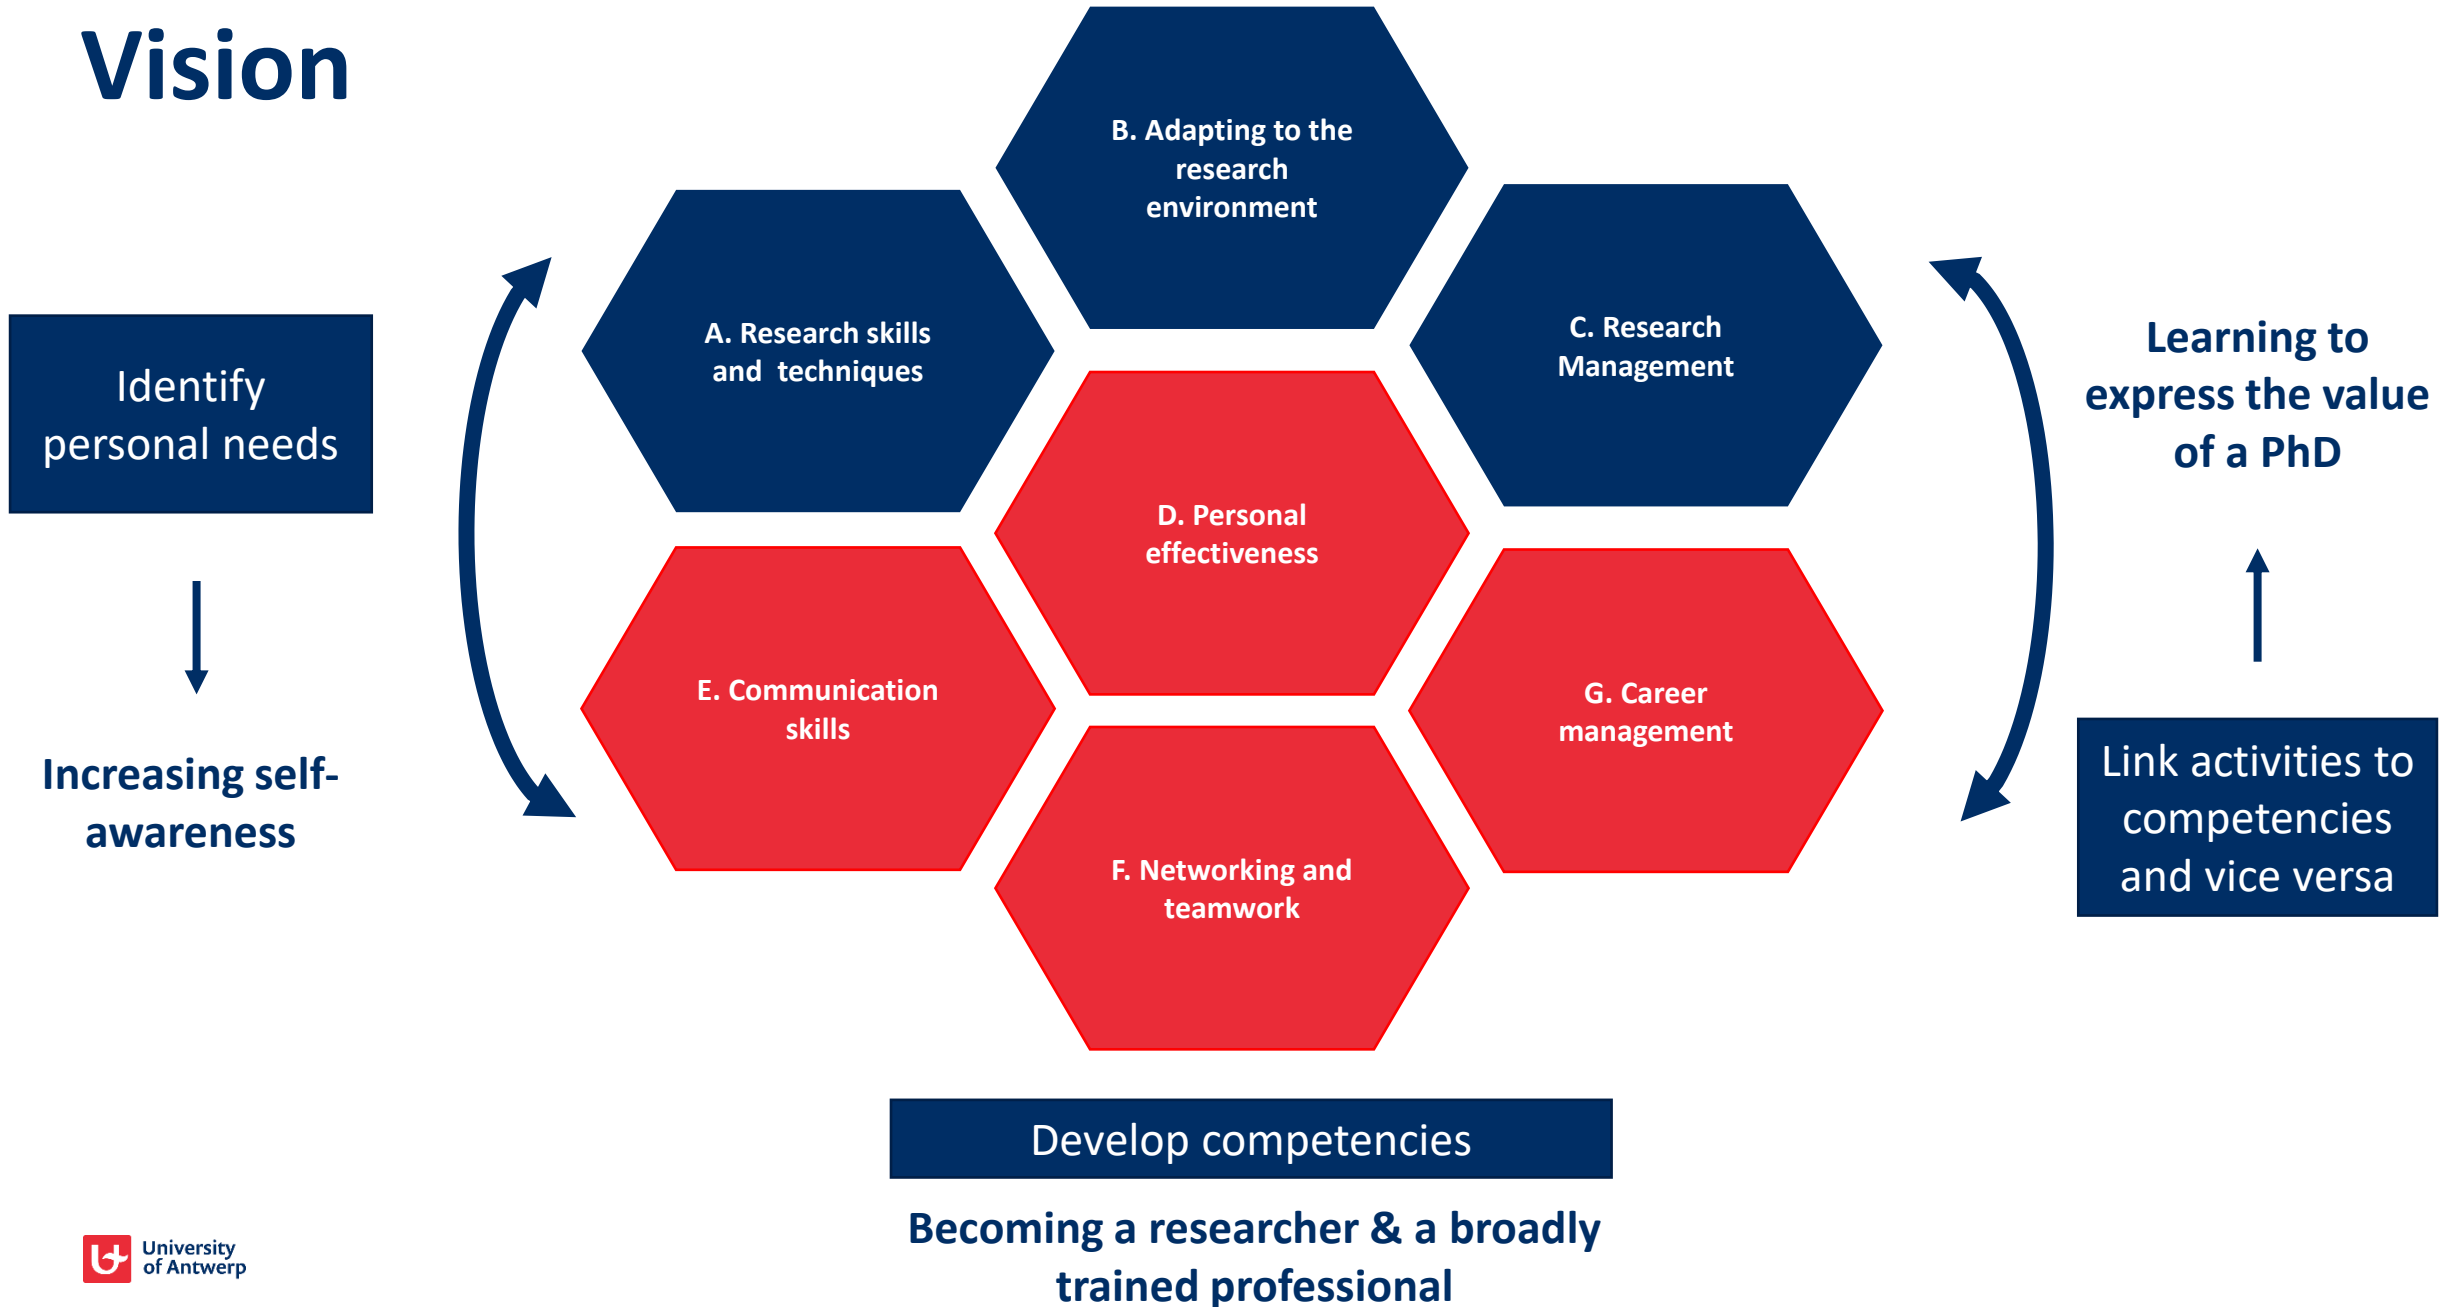 Vision
B. Adapting to the
research
environment
A. Research skills
and  techniques
C. Research
Management
Identify
personal needs
Learning to
express the value
of a PhD
D. Personal
effectiveness
E. Communication
skills
G. Career
management
Increasing self-
awareness
Link activities to
competencies
and vice versa
F. Networking and
teamwork
Develop competencies
Becoming a researcher & a broadly
trained professional
University
of Antwerp